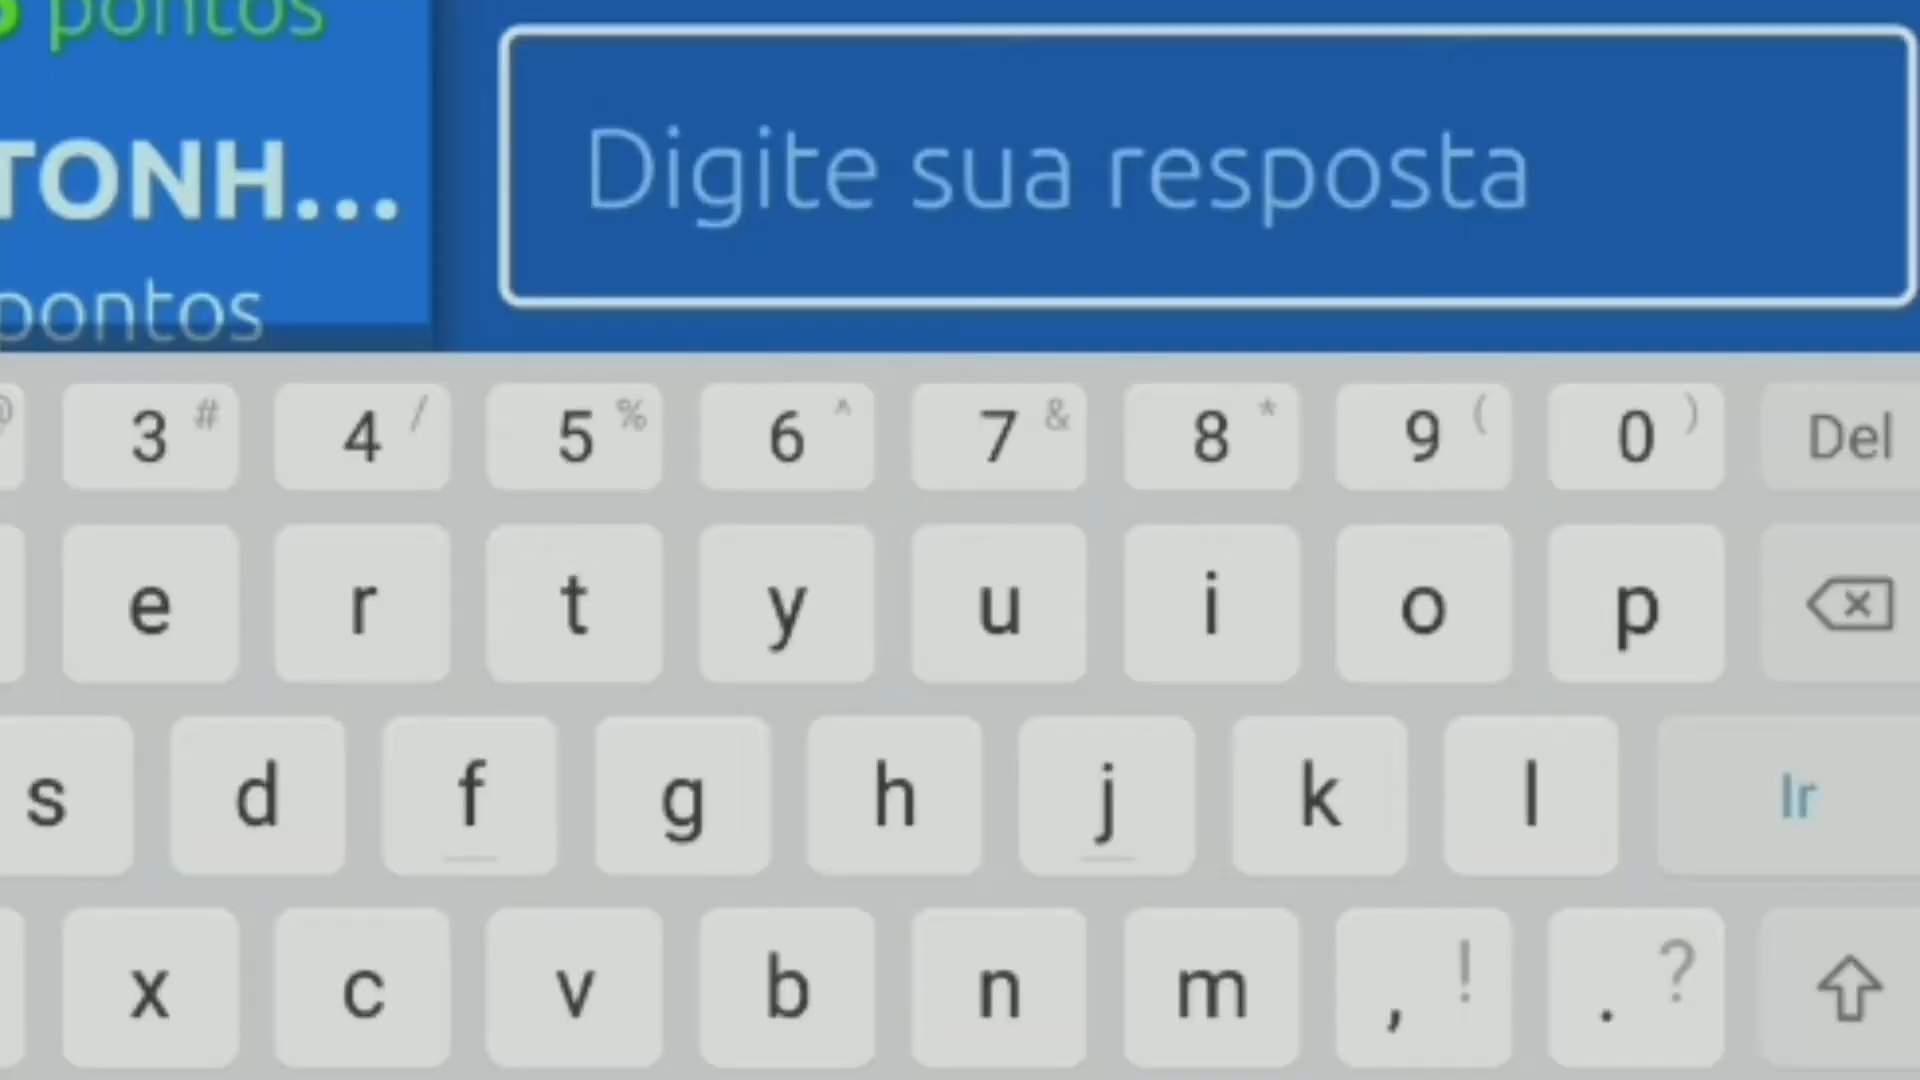 pontos
TONH...
pontos
Digite sua resposta
3 # 4 / 5 % 6 ^ 7 & 8 * 9 ( 0 ) Del
e r t y u i o p
s d f g h j k l Ir
x c v b n m , ! . ?